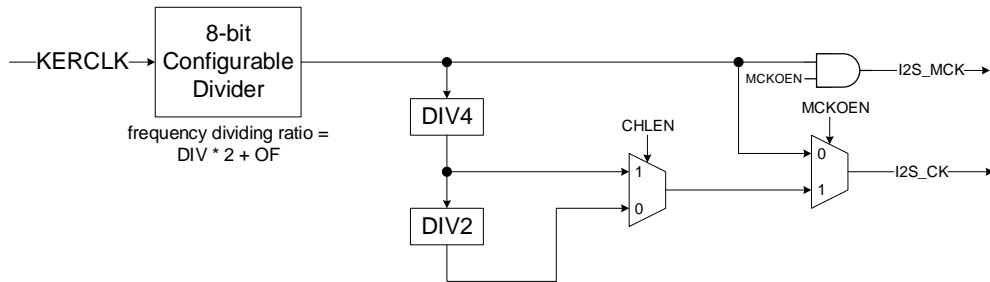 KERCLK
8-bit
Configurable
Divider
frequency dividing ratio =
DIV * 2 + OF
DIV4
DIV2
CHLEN
1
0
MCKOEN
I2S_MCK
MCKOEN
0
1
I2S_CK